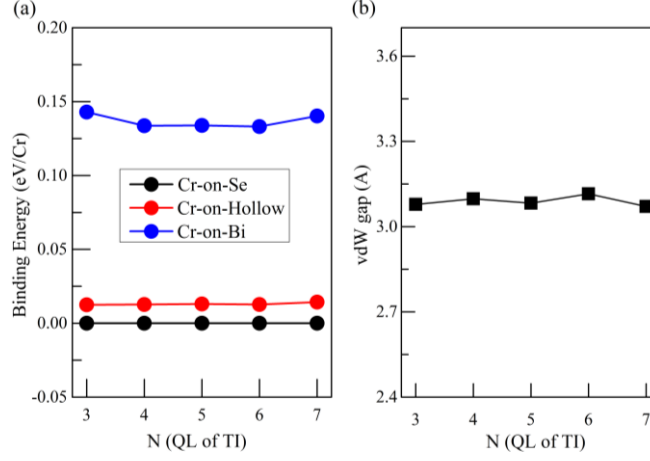 (a)
0.20
0.15
0.10
0.05
0.00
-0.05
Binding Energy (eV/Cr)
Cr-on-Se
Cr-on-Hollow
Cr-on-Bi
3 4 5 6 7
N (QL of TI)
(b)
3.6
3.3
3.0
2.7
2.4
vdW gap (A)
3 4 5 6 7
N (QL of TI)